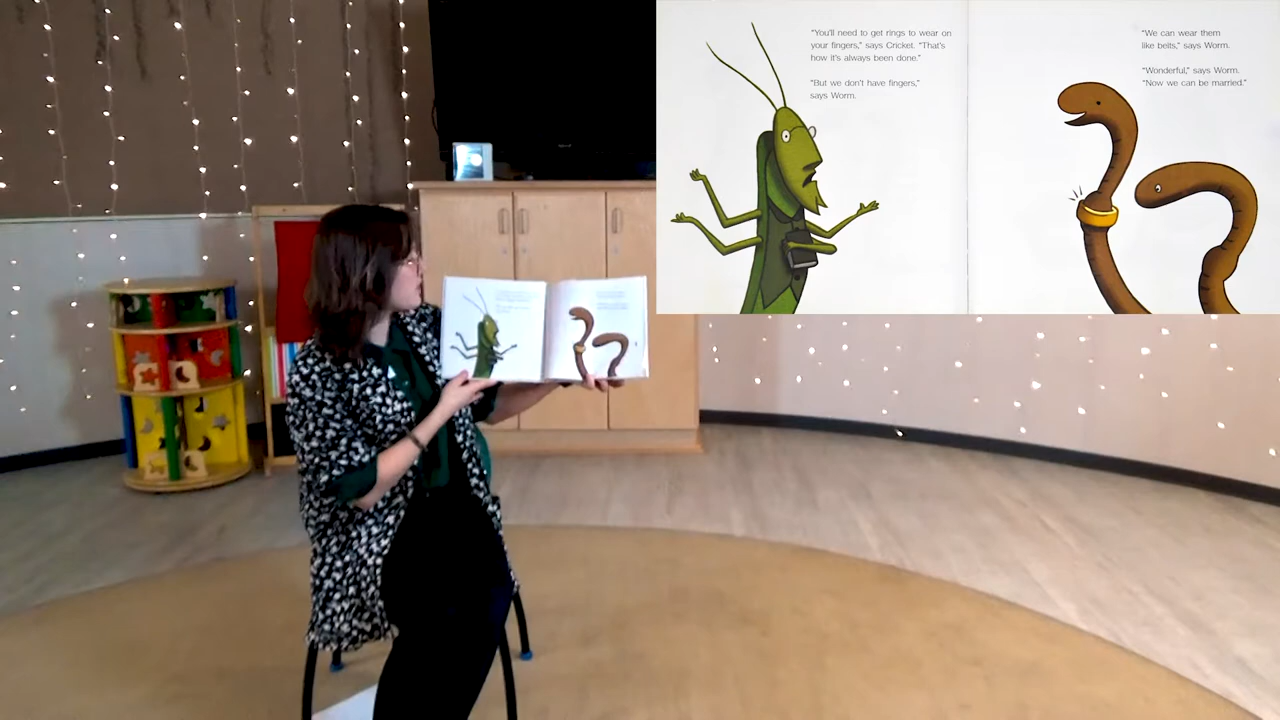 "You'll need to get rings to wear on
your fingers," says Cricket. "That's
how it's always been done."
"But we don't have fingers,"
says Worm.
"We can wear them
like belts," says Worm.
"Wonderful," says Worm.
"Now we can be married."